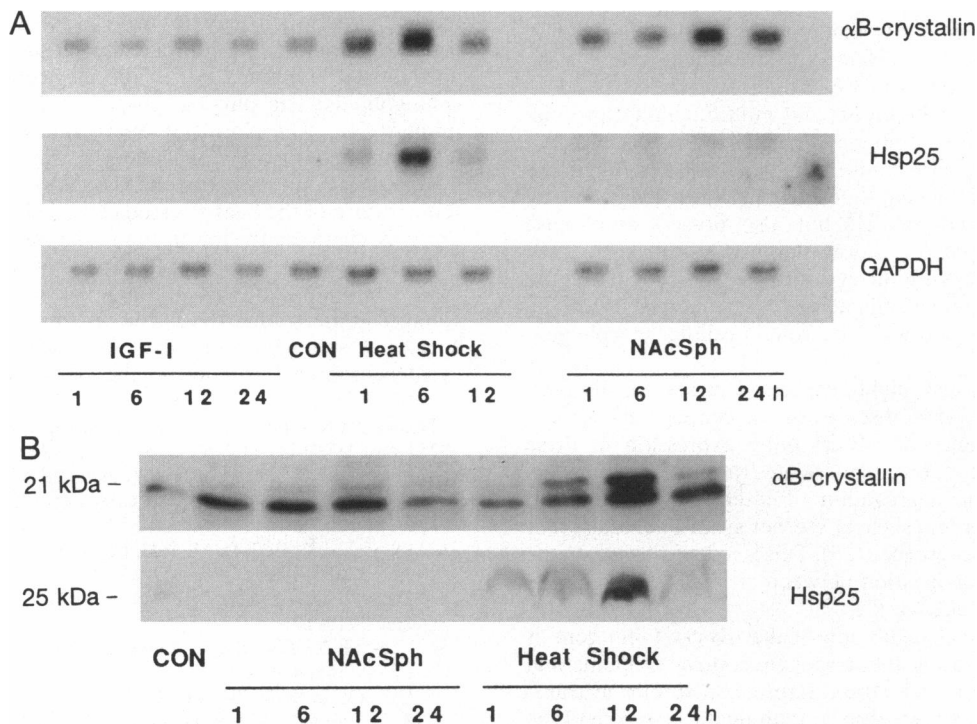 A
αB-crystallin
Hsp25
GAPDH
IGF-I CON Heat Shock NAcSph
1 6 12 24 1 6 12 1 6 12 24 h
B
21 kDa –
αB-crystallin
25 kDa –
Hsp25
CON NAcSph Heat Shock
1 6 12 24 1 6 12 24 h